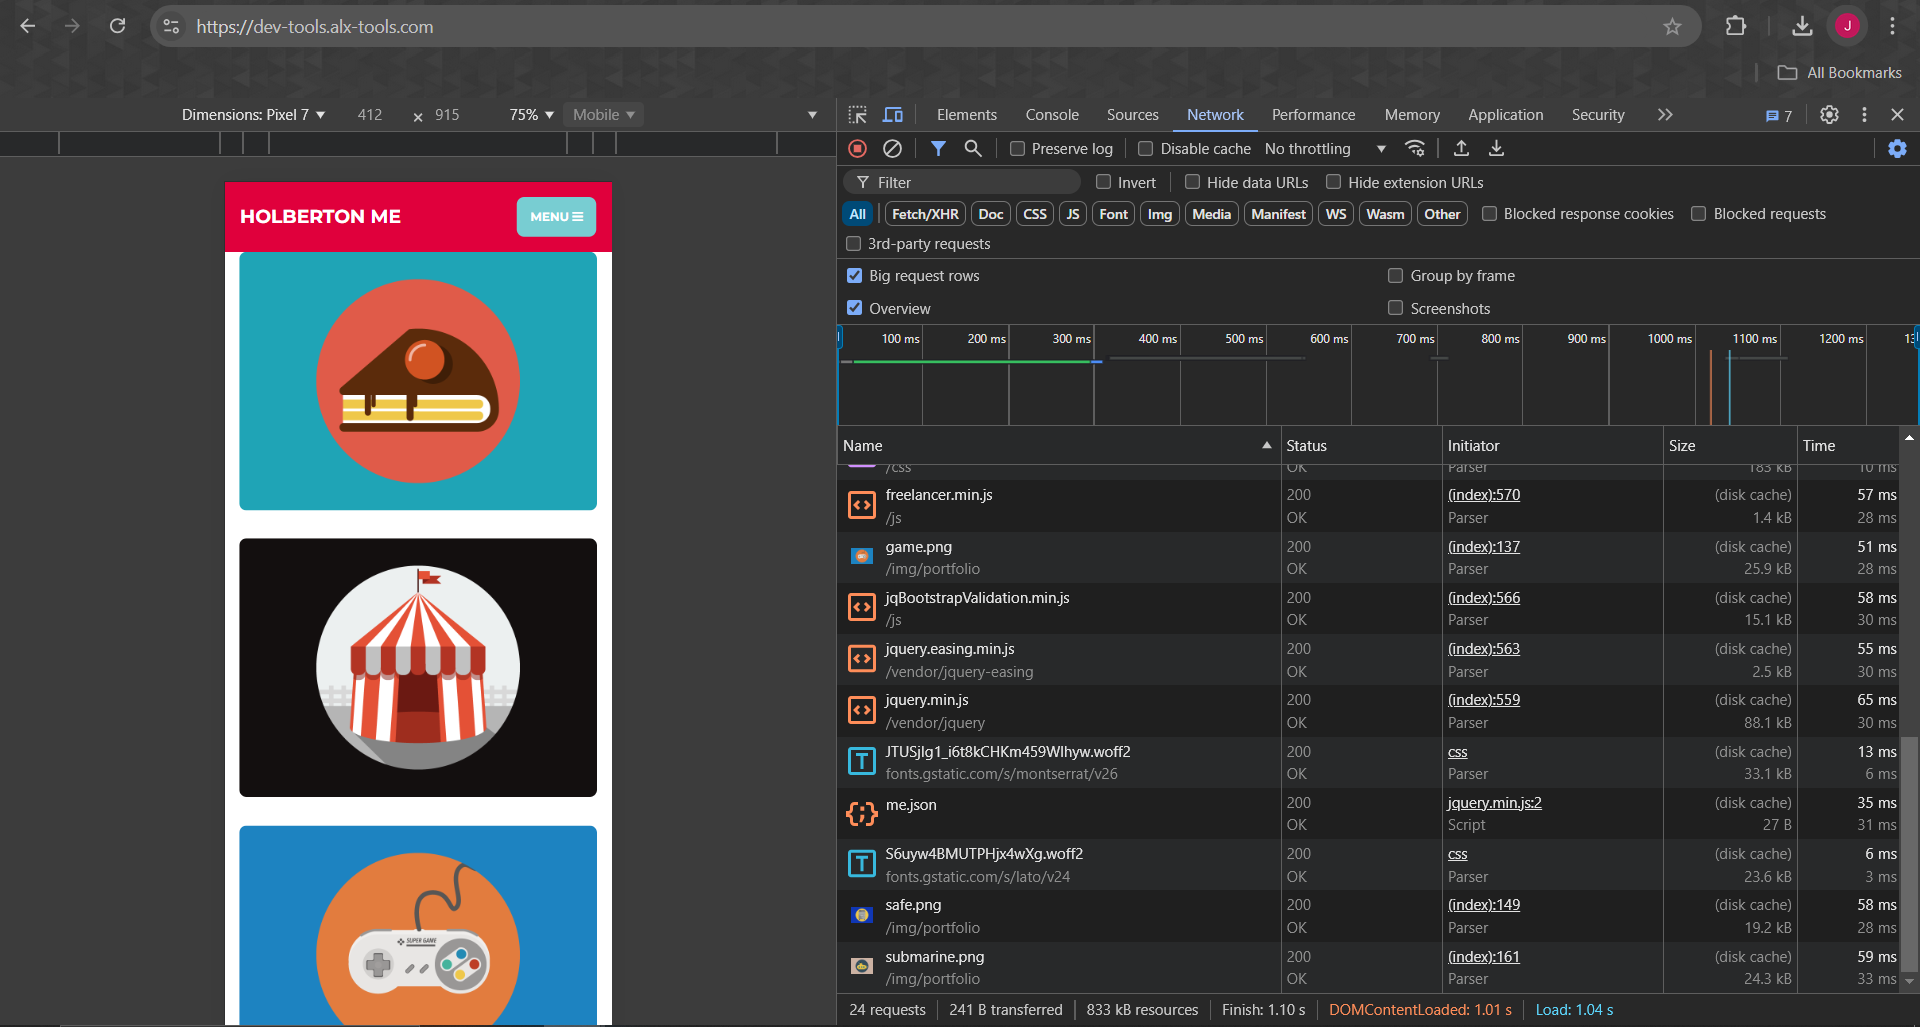 https://dev-tools.alx-tools.com
J
All Bookmarks
Dimensions: Pixel 7 412 × 915 75% Mobile
Elements Console Sources Network Performance Memory Application Security 7
Preserve log Disable cache No throttling
Filter Invert Hide data URLs Hide extension URLs
All Fetch/XHR Doc CSS JS Font Img Media Manifest WS Wasm Other Blocked response cookies Blocked requests
3rd-party requests
Big request rows Group by frame
Overview Screenshots
100 ms 200 ms 300 ms 400 ms 500 ms 600 ms 700 ms 800 ms 900 ms 1000 ms 1100 ms 1200 ms
Name Status Initiator Size Time
/css OK Parser 183 kB 10 ms
freelancer.min.js 200 (index):570 (disk cache) 57 ms
/js OK Parser 1.4 kB 28 ms
game.png 200 (index):137 (disk cache) 51 ms
/img/portfolio OK Parser 25.9 kB 28 ms
jqBootstrapValidation.min.js 200 (index):566 (disk cache) 58 ms
/js OK Parser 15.1 kB 30 ms
jquery.easing.min.js 200 (index):563 (disk cache) 55 ms
/vendor/jquery-easing OK Parser 2.5 kB 30 ms
jquery.min.js 200 (index):559 (disk cache) 65 ms
/vendor/jquery OK Parser 88.1 kB 30 ms
JTUSjIg1_i6t8kCHKm459Wlhyw.woff2 200 css (disk cache) 13 ms
fonts.gstatic.com/s/montserrat/v26 OK Parser 33.1 kB 6 ms
me.json 200 jquery.min.js:2 (disk cache) 35 ms
OK Script 27 B 31 ms
S6uyw4BMUTPHjx4wXg.woff2 200 css (disk cache) 6 ms
fonts.gstatic.com/s/lato/v24 OK Parser 23.6 kB 3 ms
safe.png 200 (index):149 (disk cache) 58 ms
/img/portfolio OK Parser 19.2 kB 28 ms
submarine.png 200 (index):161 (disk cache) 59 ms
/img/portfolio OK Parser 24.3 kB 33 ms
24 requests 241 B transferred 833 kB resources Finish: 1.10 s DOMContentLoaded: 1.01 s Load: 1.04 s
HOLBERTON ME MENU
SUPER GAME